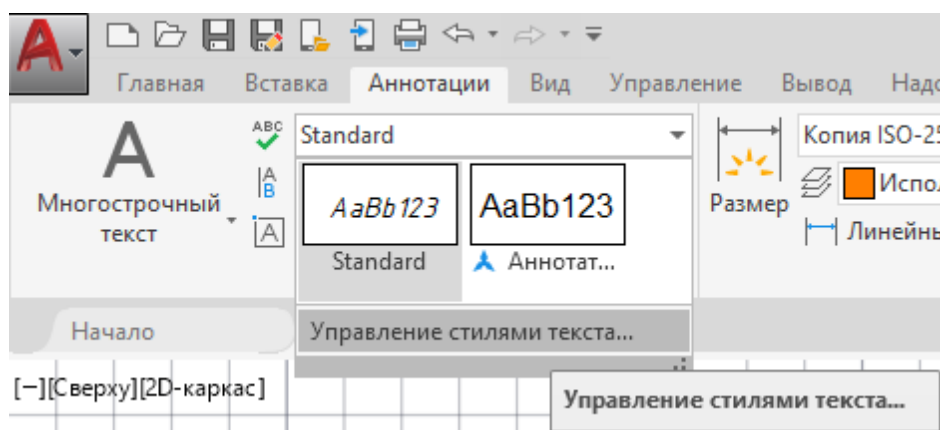 Главная Вставка Аннотации Вид Управление Вывод
ABC Standard Копия ISO-25
A
B
Многострочный текст
A
AaBb123 AaBb123
Размер
Линейны
Standard Аннотат...
Начало Управление стилями текста...
[−][Сверху][2D-каркас]
Управление стилями текста...